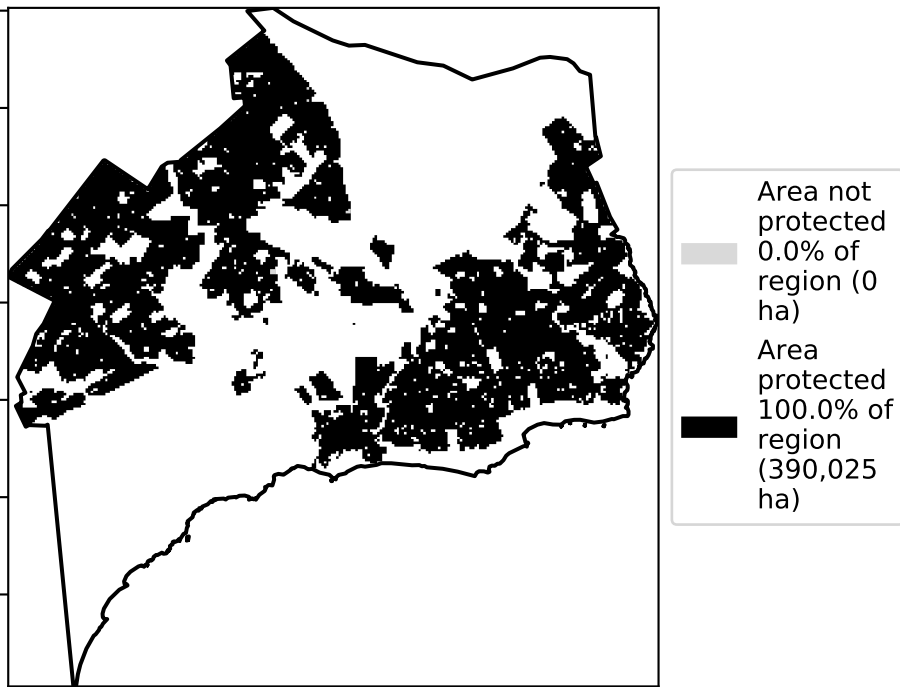 Area not
protected
0.0% of
region (0
ha)
Area
protected
100.0% of
region
(390,025
ha)